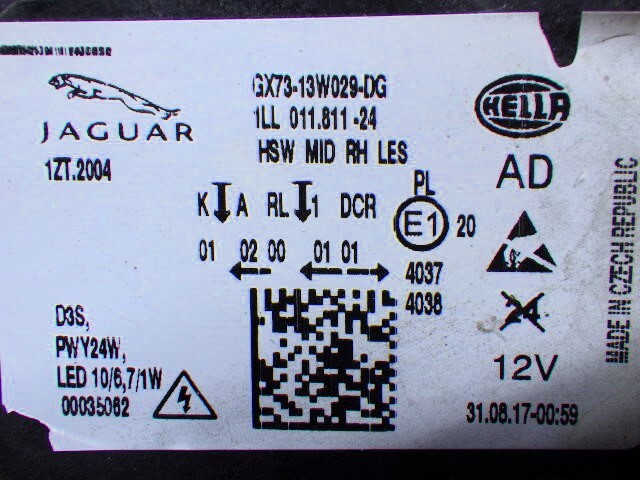 GX73-13W029-DG
1LL 011.811-24
HSW MID RH LES
HELLA
JAGUAR
1ZT.2004
AD
PL
K A RL 1 DCR
E1 20
01 02 00 01 01
4037
4038
24
12V
D3S,
PWY24W,
LED 10/6,7/1W
00035062
31.08.17-00:59
MADE IN CZECH REPUBLIC